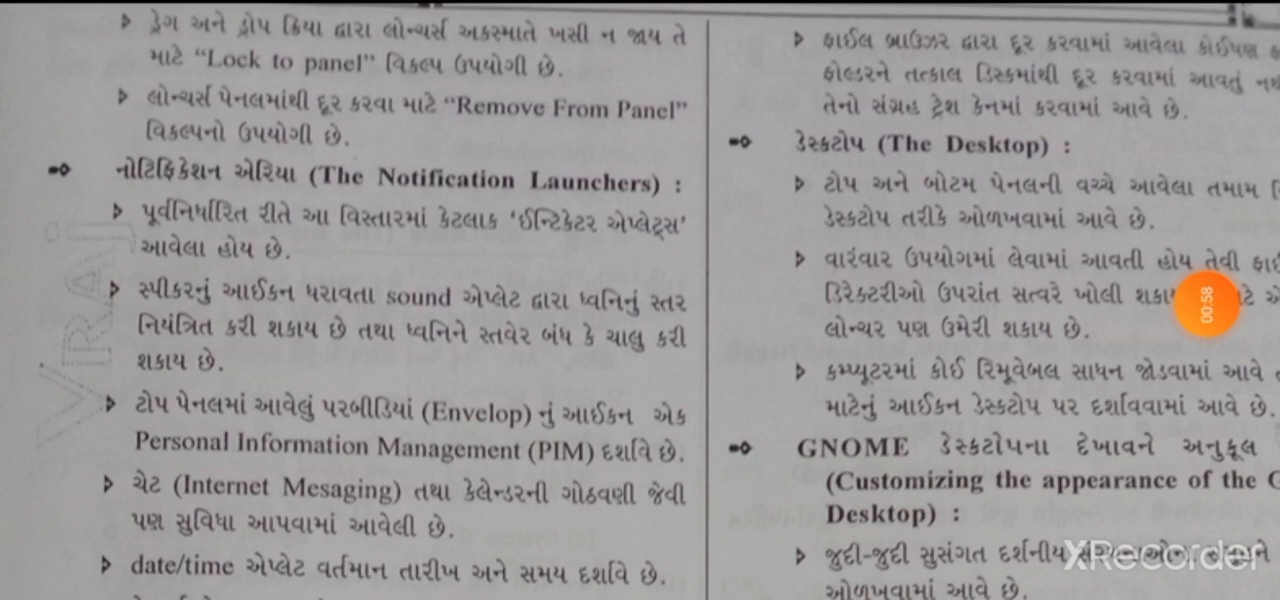 ડ્રેગ અને ડ્રોપ ક્રિયા દ્વારા લોન્ચર્સ અકસ્માતે ખસી ન જાય તે
માટે “Lock to panel” વિકલ્પ ઉપયોગી છે.
લોન્ચર્સ પેનલમાંથી દૂર કરવા માટે “Remove From Panel”
વિકલ્પનો ઉપયોગી છે.
નોટિફિકેશન એરિયા (The Notification Launchers) :
પૂર્વનિર્ધારિત રીતે આ વિસ્તારમાં કેટલાક ‘ઈન્ટિકેટર એપ્લેટ્સ’
આવેલા હોય છે.
સ્પીકરનું આઈકન ધરાવતા sound એપ્લેટ દ્વારા ધ્વનિનું સ્તર
નિયંત્રિત કરી શકાય છે તથા ધ્વનિને સ્તવેર બંધ કે ચાલુ કરી
શકાય છે.
ટોપ પેનલમાં આવેલું પરબીડિયાં (Envelop) નું આઈકન એક
Personal Information Management (PIM) દર્શાવે છે.
ચેટ (Internet Mesaging) તથા કેલેન્ડરની ગોઠવણી જેવી
પણ સુવિધા આપવામાં આવેલી છે.
date/time એપ્લેટ વર્તમાન તારીખ અને સમય દર્શાવે છે.
ફાઈલ બ્રાઉઝર દ્વારા દૂર કરવામાં આવેલા કોઈપણ
ફોલ્ડરને તત્કાલ ડિસ્કમાંથી દૂર કરવામાં આવતું
તેનો સંગ્રહ ટ્રેશ કેનમાં કરવામાં આવે છે.
ડેસ્કટોપ (The Desktop) :
ટોપ અને બોટમ પેનલની વચ્ચે આવેલા તમામ
ડેસ્કટોપ તરીકે ઓળખવામાં આવે છે.
વારંવાર ઉપયોગમાં લેવામાં આવતી હોય તેવી
ડિરેક્ટરીઓ ઉપરાંત સત્વરે ખોલી
લોન્ચર પણ ઉમેરી શકાય છે.
કમ્પ્યૂટરમાં કોઈ રિમૂવેબલ સાધન જોડવામાં આવે
માટેનું આઈકન ડેસ્કટોપ પર દર્શાવવામાં આવે છે.
GNOME ડેસ્કટોપના દેખાવને અનુકૂલ
(Customizing the appearance of the
Desktop) :
જુદી-જુદી સુસંગત દર્શનીય
ઓળખવામાં આવે છે.
00:58
XRecorder